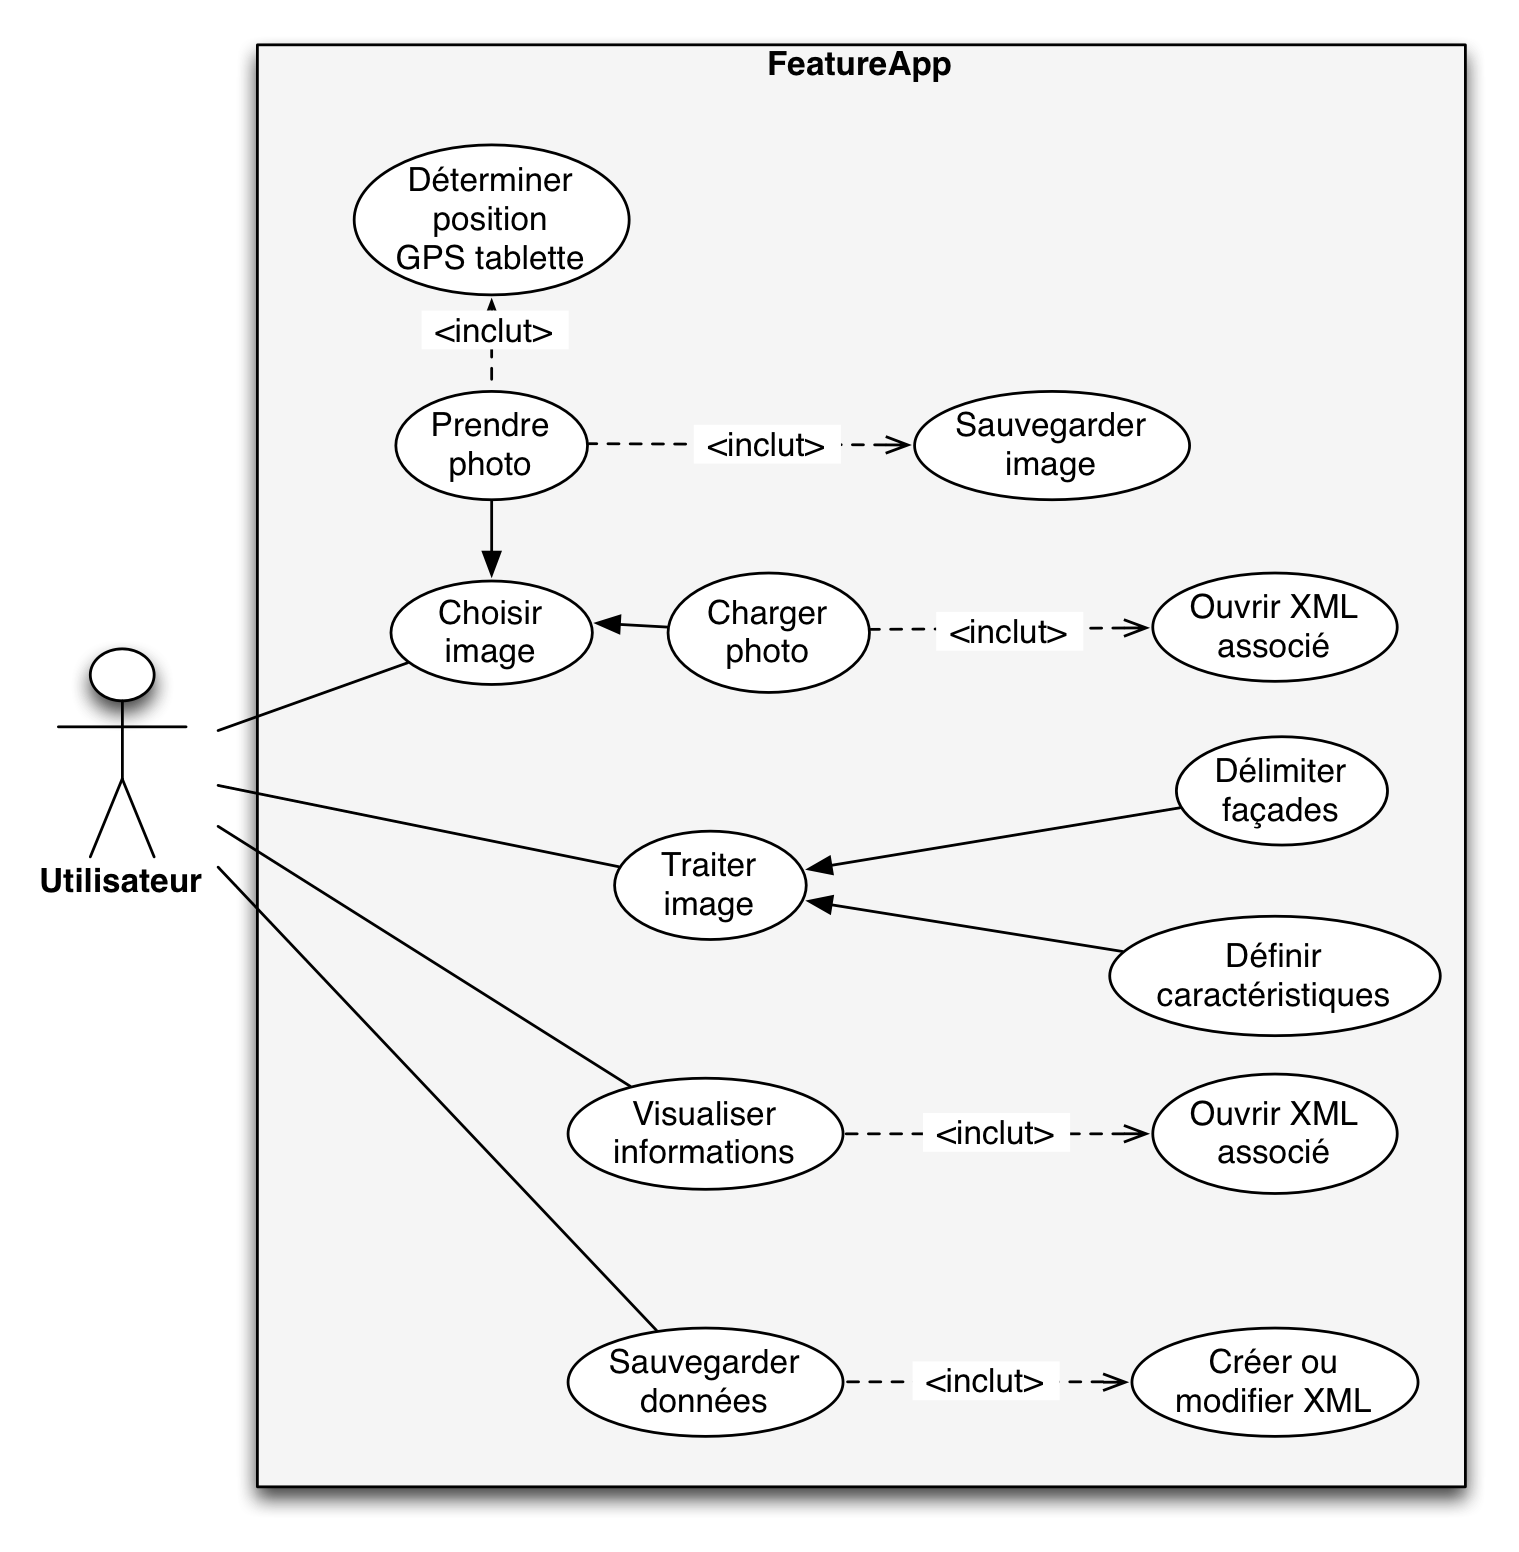 FeatureApp
Déterminer
position
GPS tablette
<inclut>
Prendre
photo
<inclut>
Sauvegarder
image
Choisir
image
Charger
photo
<inclut>
Ouvrir XML
associé
Utilisateur
Délimiter
façades
Traiter
image
Définir
caractéristiques
Visualiser
informations
<inclut>
Ouvrir XML
associé
Sauvegarder
données
<inclut>
Créer ou
modifier XML